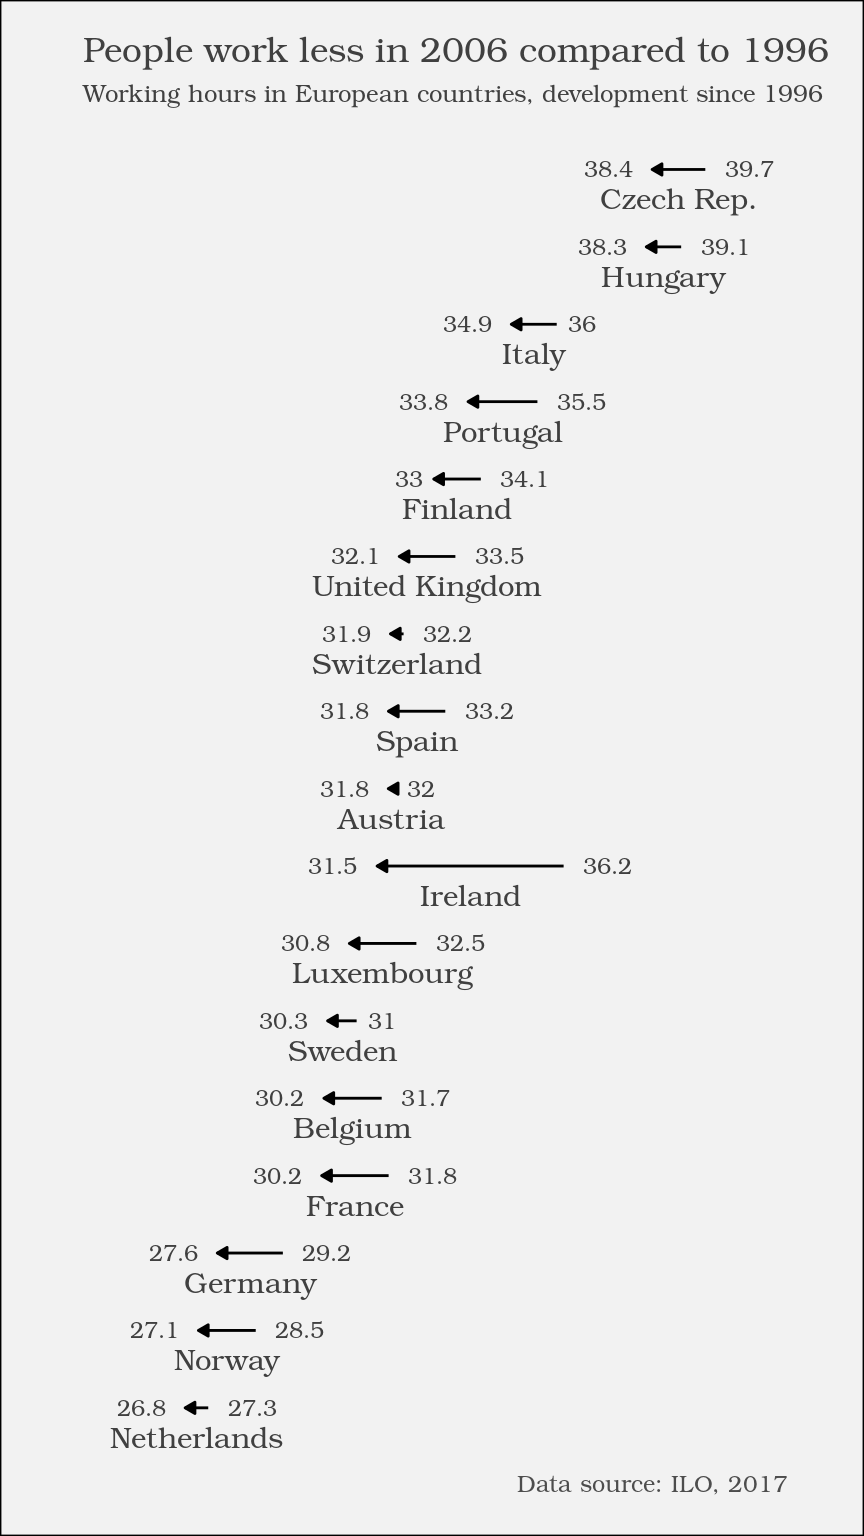 People work less in 2006 compared to 1996
Working hours in European countries, development since 1996
38.4 39.7
Czech Rep.
38.3 39.1
Hungary
34.9 36
Italy
33.8 35.5
Portugal
33 34.1
Finland
32.1 33.5
United Kingdom
31.9 32.2
Switzerland
31.8 33.2
Spain
31.8 32
Austria
31.5 36.2
Ireland
30.8 32.5
Luxembourg
30.3 31
Sweden
30.2 31.7
Belgium
30.2 31.8
France
27.6 29.2
Germany
27.1 28.5
Norway
26.8 27.3
Netherlands
Data source: ILO, 2017